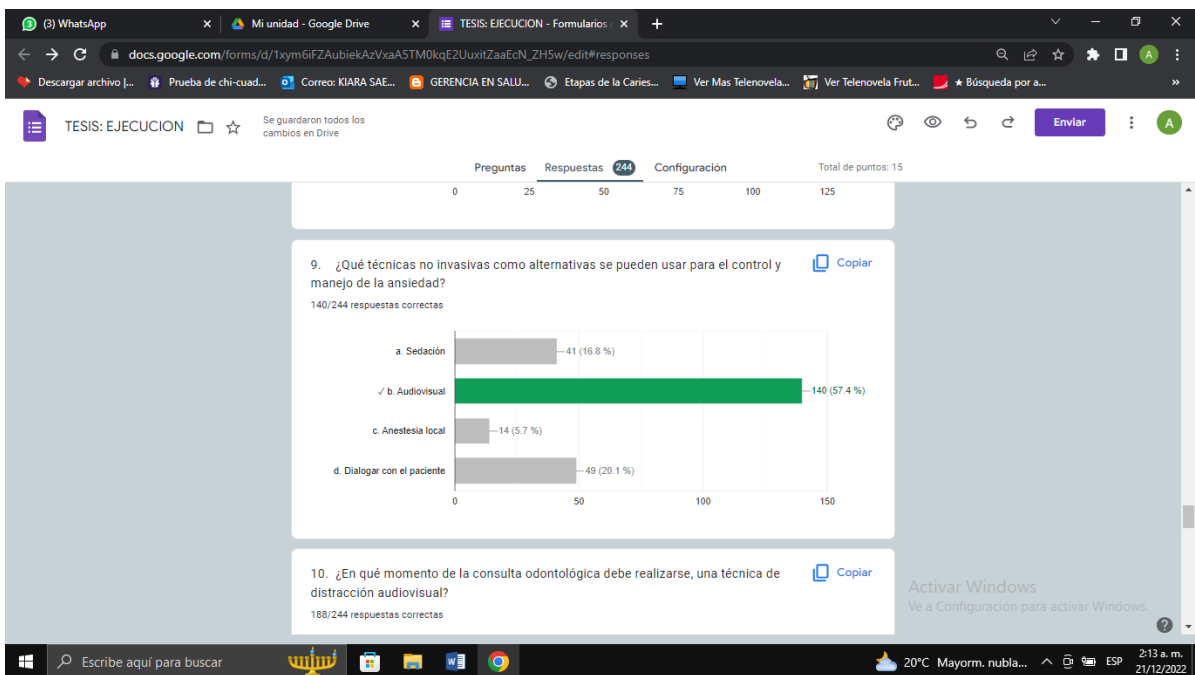 (3) WhatsApp
Mi unidad - Google Drive
TESIS: EJECUCION - Formularios
docs.google.com/forms/d/1xym6iFZAubiekAzVxaA5TM0kqE2UuxitZaaEcN_ZH5w/edit#responses
A
Descargar archivo |...
Prueba de chi-cuad...
Correo: KIARA SAE...
GERENCIA EN SALU...
Etapas de la Caries...
Ver Mas Telenovela...
Ver Telenovela Frut...
★ Búsqueda por a...
»
TESIS: EJECUCION
Se guardaron todos los
cambios en Drive
Enviar
A
Preguntas
Respuestas 244
Configuración
Total de puntos: 15
0 25 50 75 100 125
9. ¿Qué técnicas no invasivas como alternativas se pueden usar para el control y
manejo de la ansiedad?
Copiar
140/244 respuestas correctas
a. Sedación
41 (16.8 %)
✓ b. Audiovisual
140 (57.4 %)
c. Anestesia local
14 (5.7 %)
d. Dialogar con el paciente
49 (20.1 %)
0 50 100 150
10. ¿En qué momento de la consulta odontológica debe realizarse, una técnica de
distracción audiovisual?
Copiar
188/244 respuestas correctas
Activar Windows
Ve a Configuración para activar Windows.
Escribe aquí para buscar
20°C Mayorm. nubla...
ESP
2:13 a. m.
21/12/2022